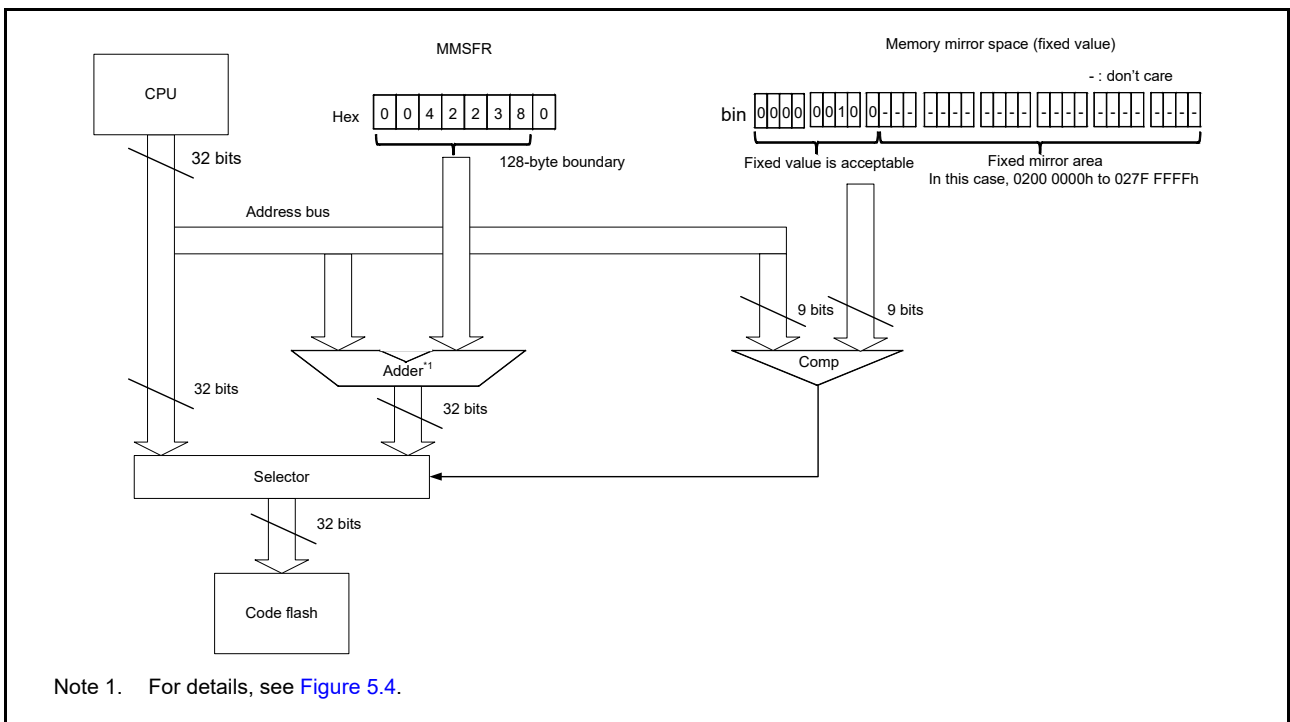 MMSFR
Memory mirror space (fixed value)
- : don't care
CPU
Hex 0 0 4 2 2 3 8 0
bin 0 0 0 0 0 0 1 0 0 - - - - - - - - - - - - - - - - - - - - - - -
32 bits
128-byte boundary
Fixed value is acceptable
Fixed mirror area
In this case, 0200 0000h to 027F FFFFh
Address bus
9 bits
9 bits
Adder*1
Comp
32 bits
32 bits
Selector
32 bits
Code flash
Note 1. For details, see Figure 5.4.